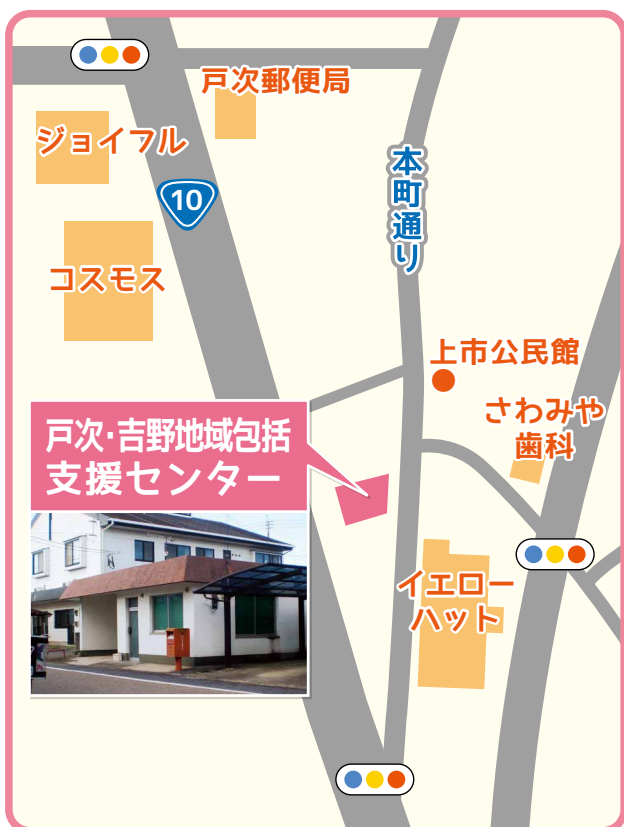 戸次郵便局
ジョイフル
10
本町通り
コスモス
上市公民館
さわみや
歯科
戸次・吉野地域包括
支援センター
イエロー
ハット